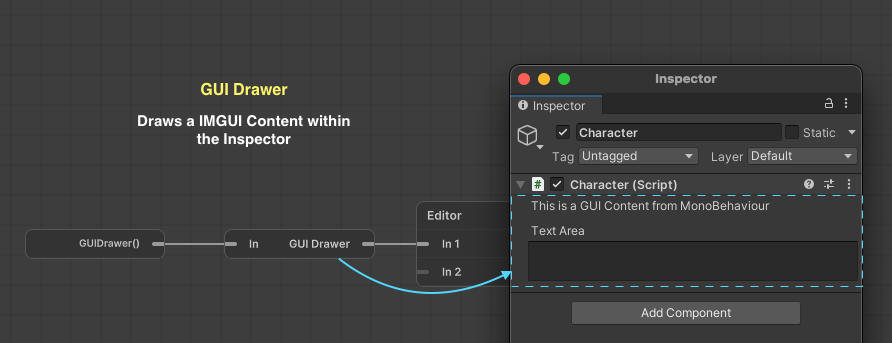 GUI Drawer
Draws a IMGUI Content within
the Inspector
GUIDrawer()
In
GUI Drawer
Editor
In 1
In 2
Inspector
Inspector
Character
Static
Tag
Untagged
Layer
Default
#
Character (Script)
This is a GUI Content from MonoBehaviour
Text Area
Add Component